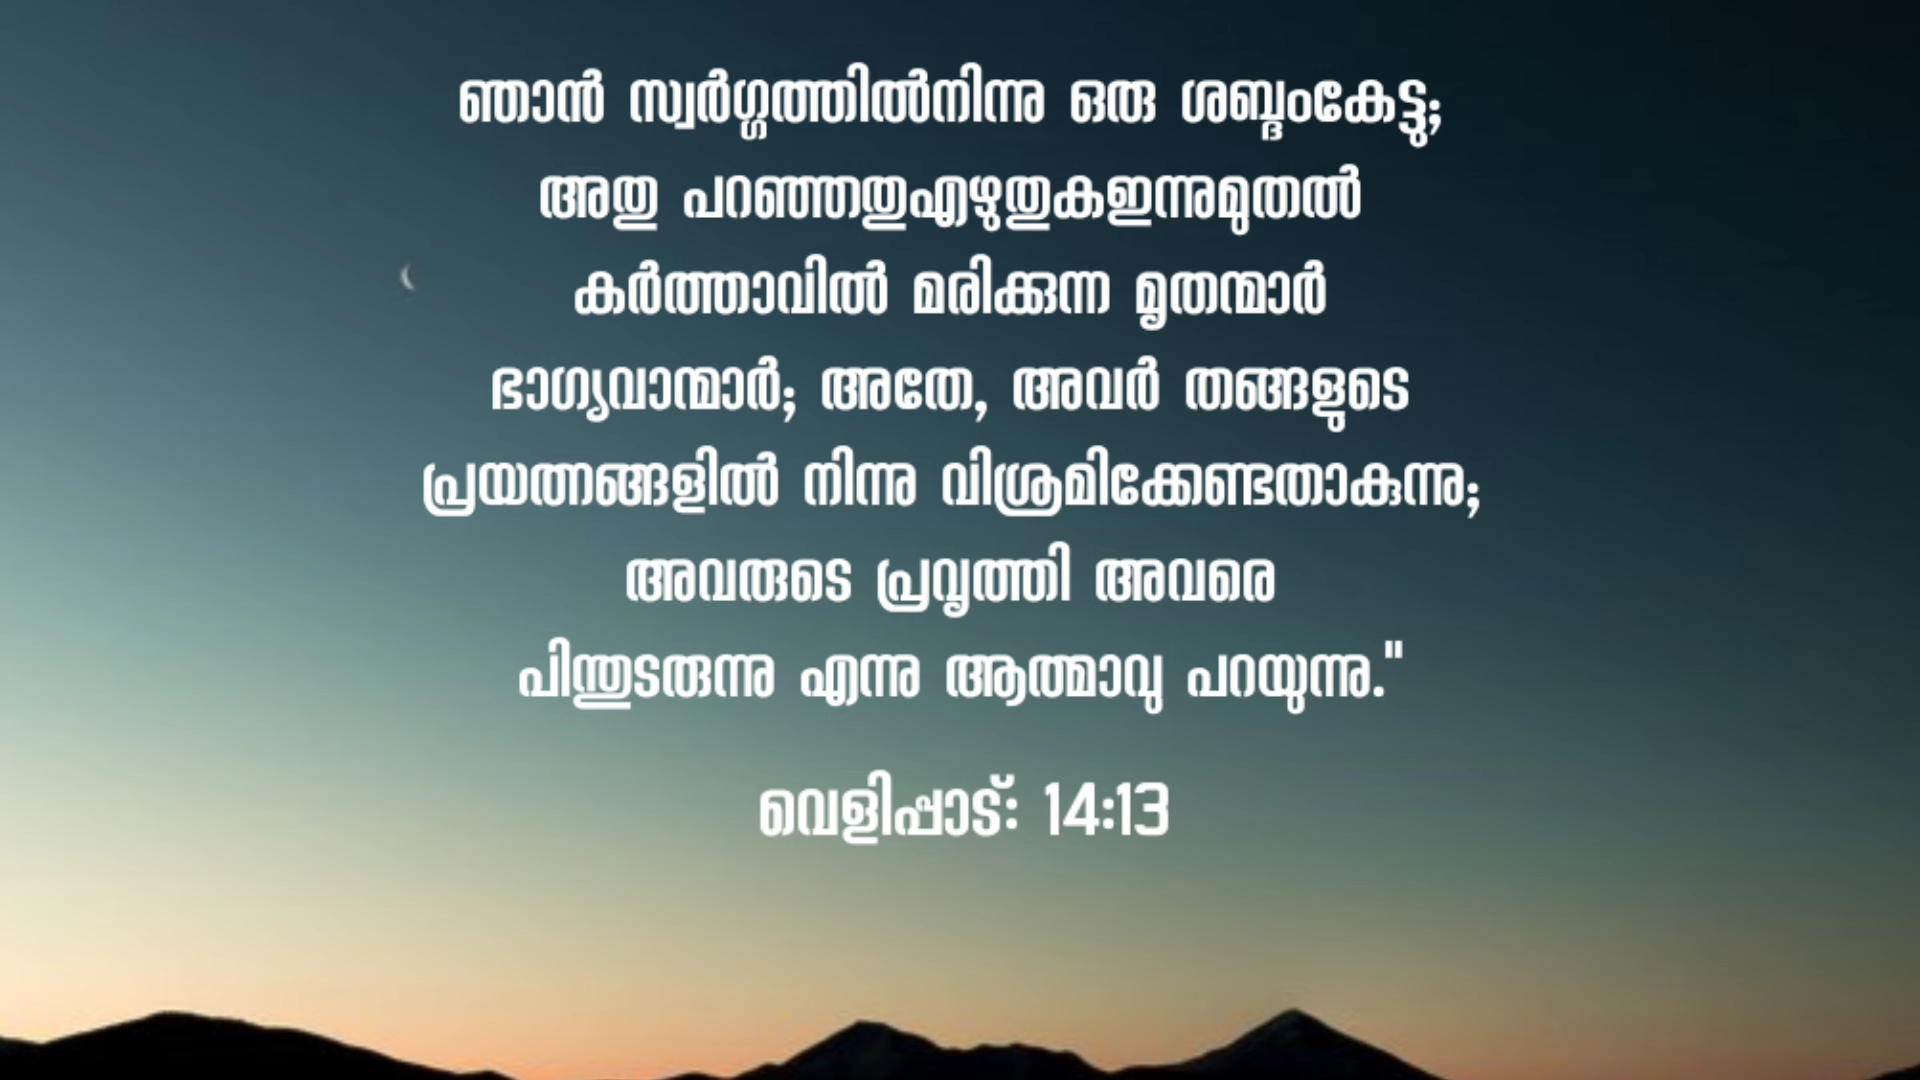 ഞാൻ സ്വർഗ്ഗത്തിൽനിന്നു ഒരു ശബ്ദംകേട്ടു;
അതു പറഞ്ഞതുഎഴുതുകഇന്നുമുതൽ
കർത്താവിൽ മരിക്കുന്ന മൃതന്മാർ
ഭാഗ്യവാന്മാർ; അതേ, അവർ തങ്ങളുടെ
പ്രയത്നങ്ങളിൽ നിന്നു വിശ്രമിക്കേണ്ടതാകുന്നു;
അവരുടെ പ്രവൃത്തി അവരെ
പിന്തുടരുന്നു എന്നു ആത്മാവു പറയുന്നു."
വെളിപ്പാട്: 14:13